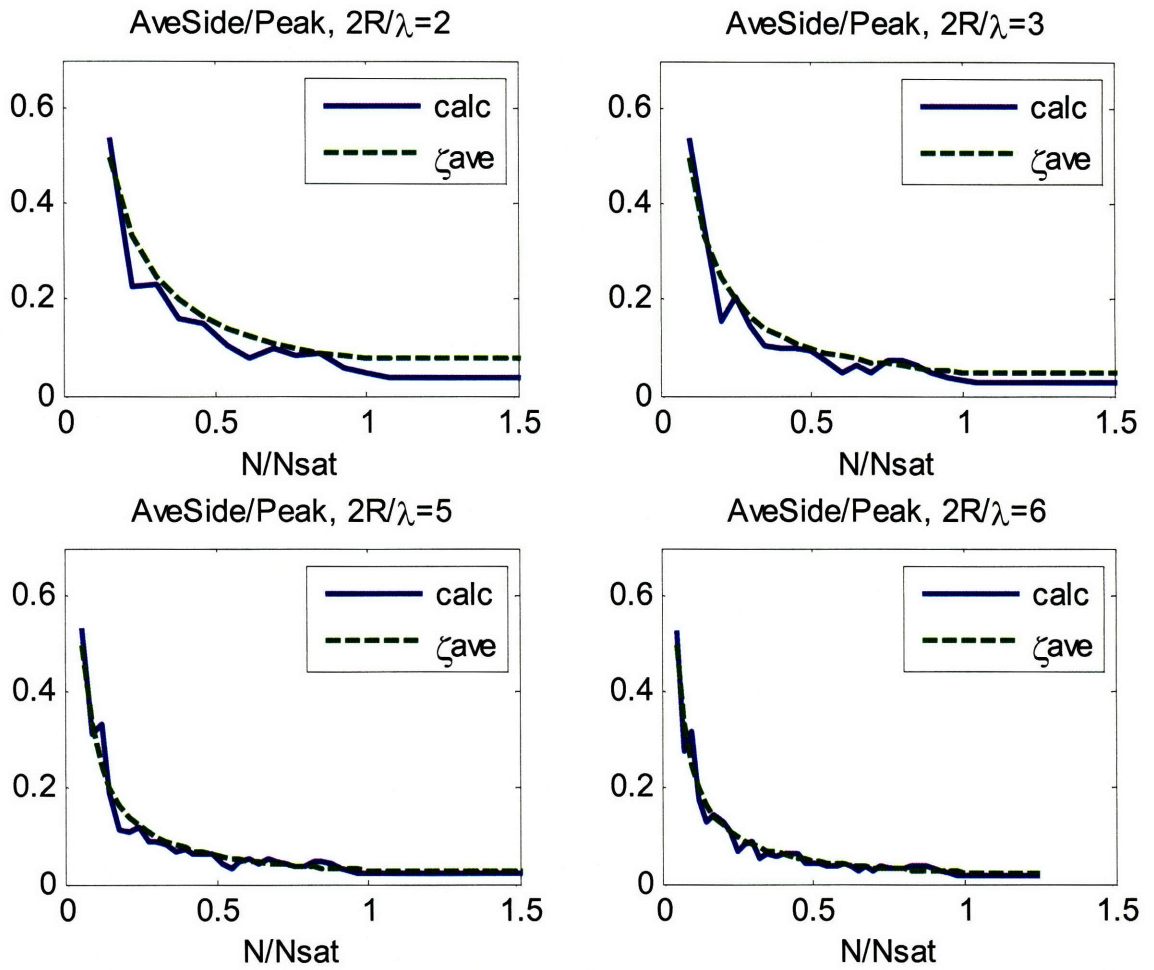 AveSide/Peak, 2R/λ=2
AveSide/Peak, 2R/λ=3
0.6
0.4
0.2
0
calc
ζave
0 0.5 1 1.5
N/Nsat
0.6
0.4
0.2
0
calc
ζave
0 0.5 1 1.5
N/Nsat
AveSide/Peak, 2R/λ=5
AveSide/Peak, 2R/λ=6
0.6
0.4
0.2
0
calc
ζave
0 0.5 1 1.5
N/Nsat
0.6
0.4
0.2
0
calc
ζave
0 0.5 1 1.5
N/Nsat